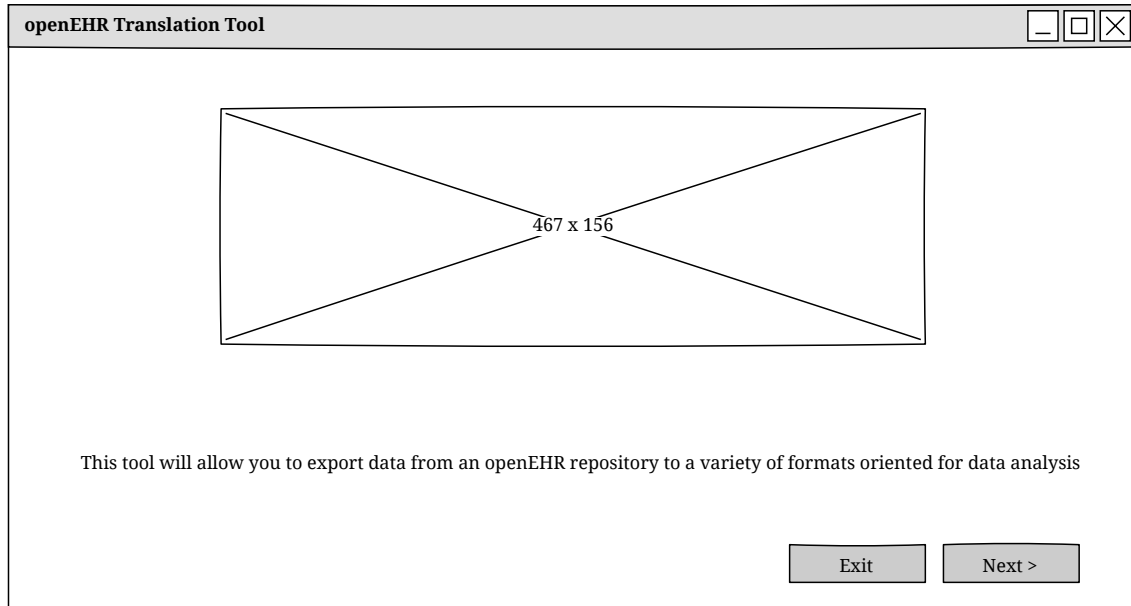 openEHR Translation Tool
467 x 156
This tool will allow you to export data from an openEHR repository to a variety of formats oriented for data analysis
Exit
Next >